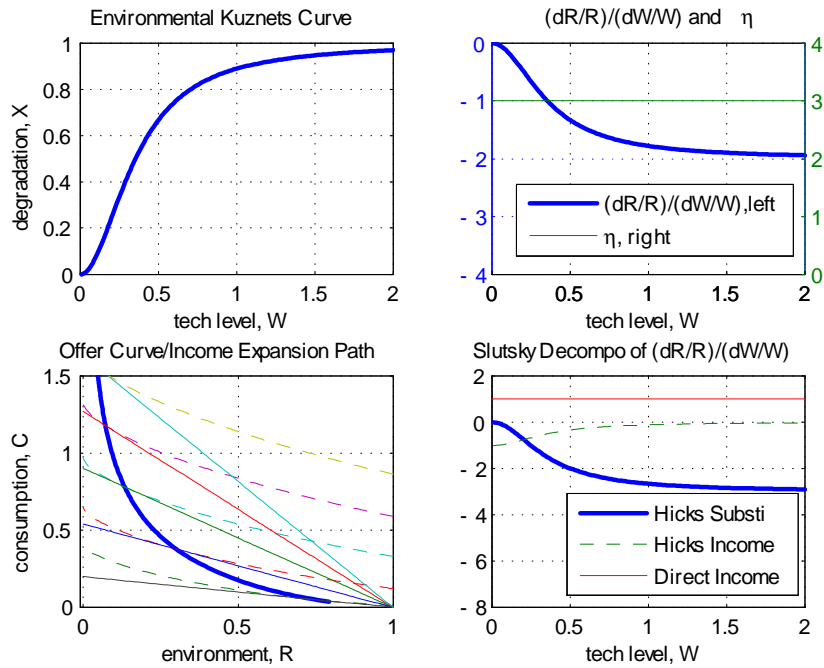 Environmental Kuznets Curve
1
0.8
0.6
0.4
0.2
0
degradation, X
0
0.5
1
1.5
2
tech level, W
(dR/R)/(dW/W) and η
0
- 1
- 2
- 3
- 4
4
3
2
1
0
(dR/R)/(dW/W),left
η, right
0
0.5
1
1.5
2
tech level, W
Offer Curve/Income Expansion Path
1.5
1
0.5
0
consumption, C
0
0.5
1
environment, R
Slutsky Decompo of (dR/R)/(dW/W)
2
0
- 2
- 4
- 6
- 8
Hicks Substi
Hicks Income
Direct Income
0
0.5
1
1.5
2
tech level, W